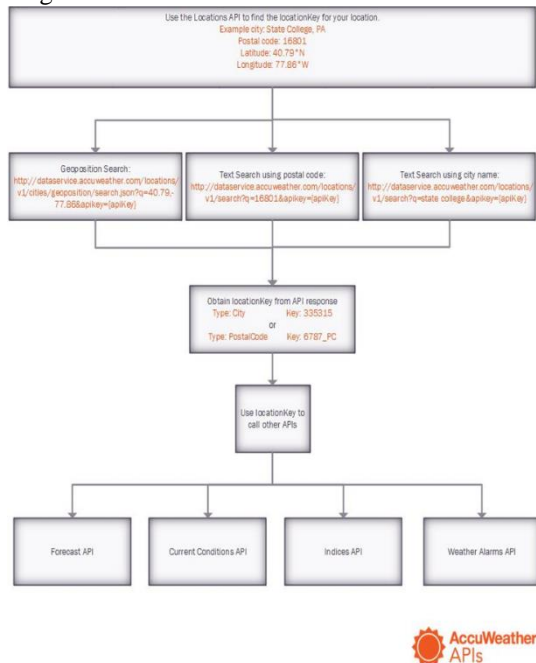 Use the Locations API to find the locationKey for your location.
Example city: State College, PA
Postal code: 16801
Latitude: 40.79°N
Longitude: 77.86°W
Geoposition Search:
http://dataservice.accuweather.com/locations/
v1/cities/geoposition/search.json?q=40.79,-
77.86&apikey={apiKey}
Text Search using postal code:
http://dataservice.accuweather.com/locations/
v1/search?q=16801&apikey={apiKey}
Text Search using city name:
http://dataservice.accuweather.com/locations/
v1/search?q=state college&apikey={apiKey}
Obtain locationKey from API response
Type: City Key: 335315
or
Type: PostalCode Key: 6787_PC
Use locationKey to
call other APIs
Forecast API
Current Conditions API
Indices API
Weather Alarms API
AccuWeather
APIs